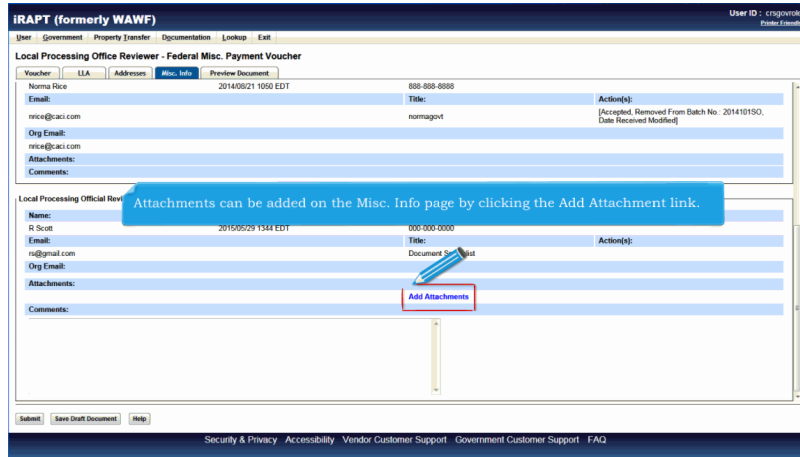 iRAPT (formerly WAWF)
User ID : crsgovrole
Printer Friendly
User Government Property Transfer Documentation Lookup Exit
Local Processing Office Reviewer - Federal Misc. Payment Voucher
Voucher LLA Addresses Misc. Info Preview Document
Norma Rice 2014/08/21 1050 EDT 888-888-8888
Email: Title: Action(s):
nrice@caci.com normagovt [Accepted, Removed From Batch No.: 2014101SO,
Date Received Modified]
Org Email:
nrice@caci.com
Attachments:
Comments:
Attachments can be added on the Misc. Info page by clicking the Add Attachment link.
Local Processing Official Revi
Name:
R Scott 2015/05/29 1344 EDT 000-000-0000
Email: Title: Action(s):
rs@gmail.com Document Specialist
Org Email:
Attachments:
Add Attachments
Comments:
Submit Save Draft Document Help
Security & Privacy Accessibility Vendor Customer Support Government Customer Support FAQ